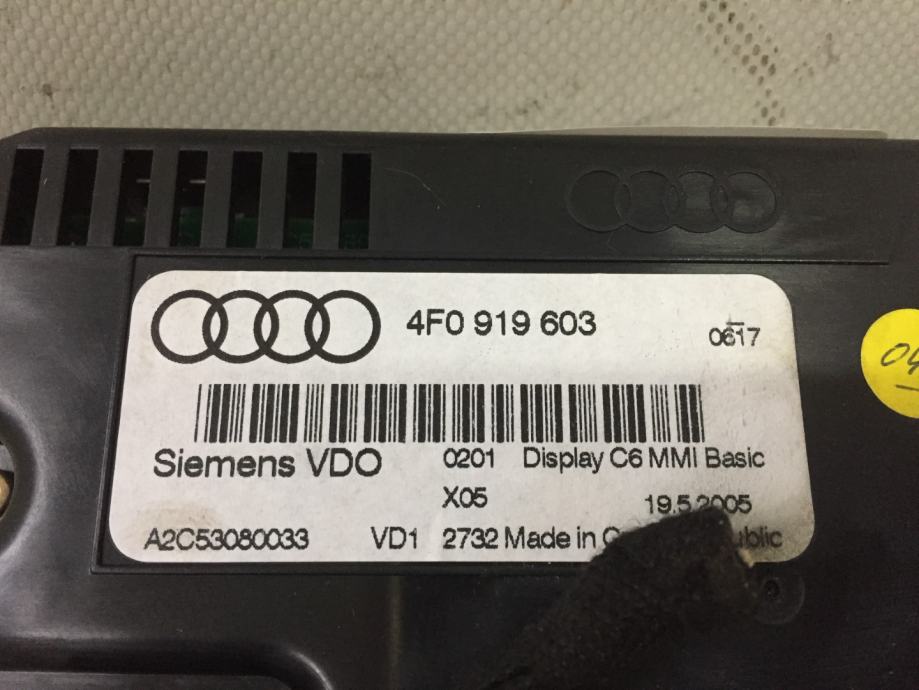 4F0 919 603
0617
Siemens VDO 0201 Display C6 MMI Basic
X05 19.5.2005
A2C53080033 VD1 2732 Made in
04